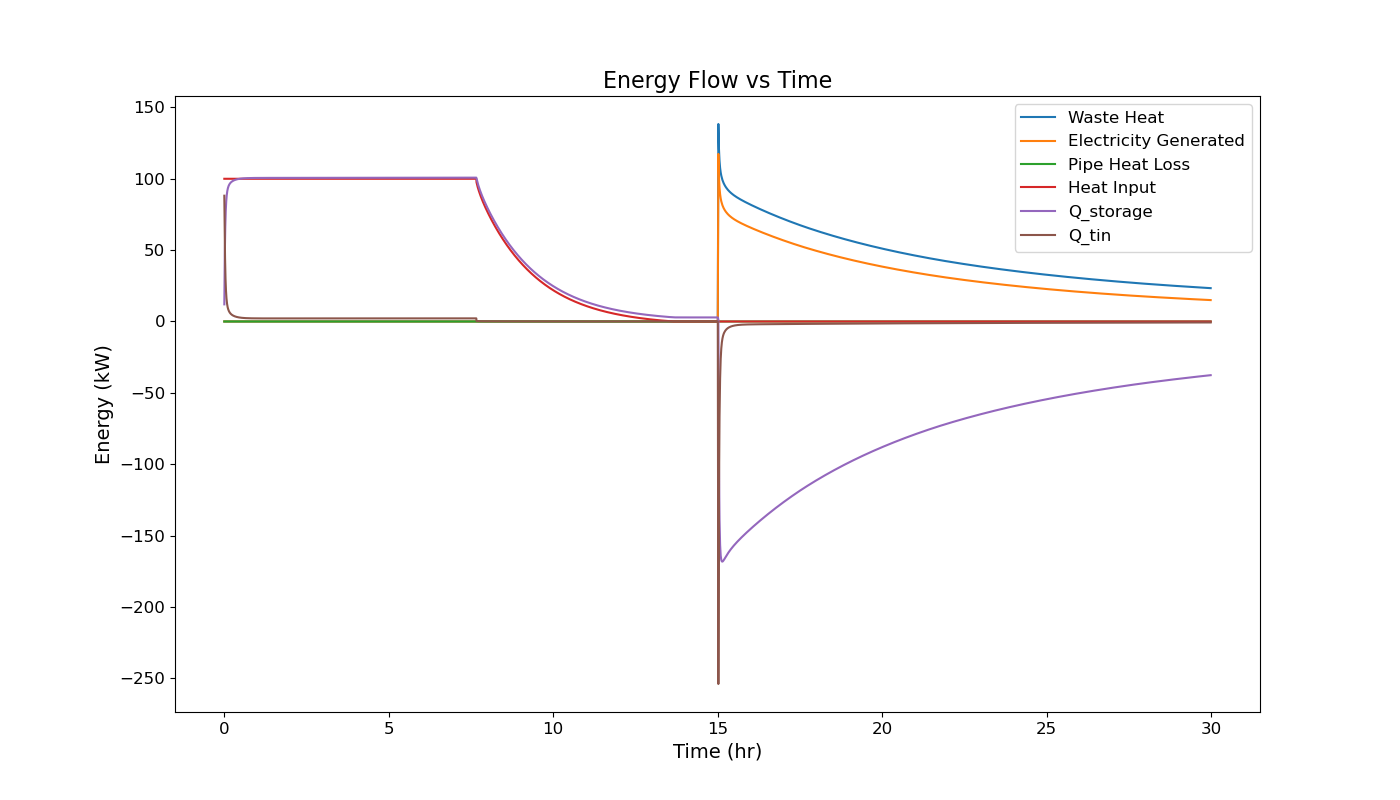 Energy Flow vs Time
150
100
50
0
−50
−100
−150
−200
−250
Energy (kW)
Waste Heat
Electricity Generated
Pipe Heat Loss
Heat Input
Q_storage
Q_tin
0
5
10
15
20
25
30
Time (hr)